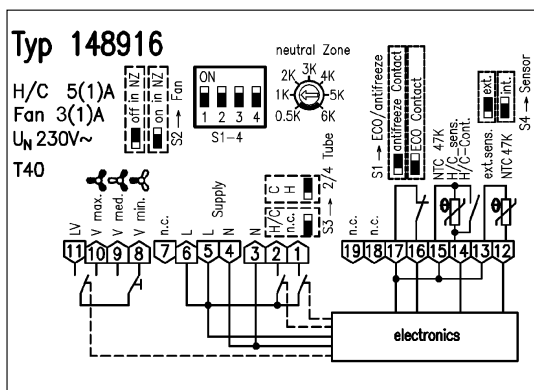 Typ 148916
H/C 5(1)A
Fan 3(1)A
UN 230V~
T40
off in NZ
on in NZ
S2 → Fan
ON
1 2 3 4
S1-4
neutral Zone
0.5K 1K 2K 3K 4K 5K 6K
S1 → ECO/antifreeze
antifreeze Contact
ECO Contact
NTC 47K
H/C-sens.
H/C-Cont.
ext.sens.
NTC 47K
ext.
int.
S4 → Sensor
C H
H/C n.c.
S3 → 2/4 Tube
LV
V max.
V med.
V min.
n.c.
L
L
Supply
N
N
n.c.
n.c.
11 10 9 8 7 6 5 4 3 2 1
19 18 17 16 15 14 13 12
electronics